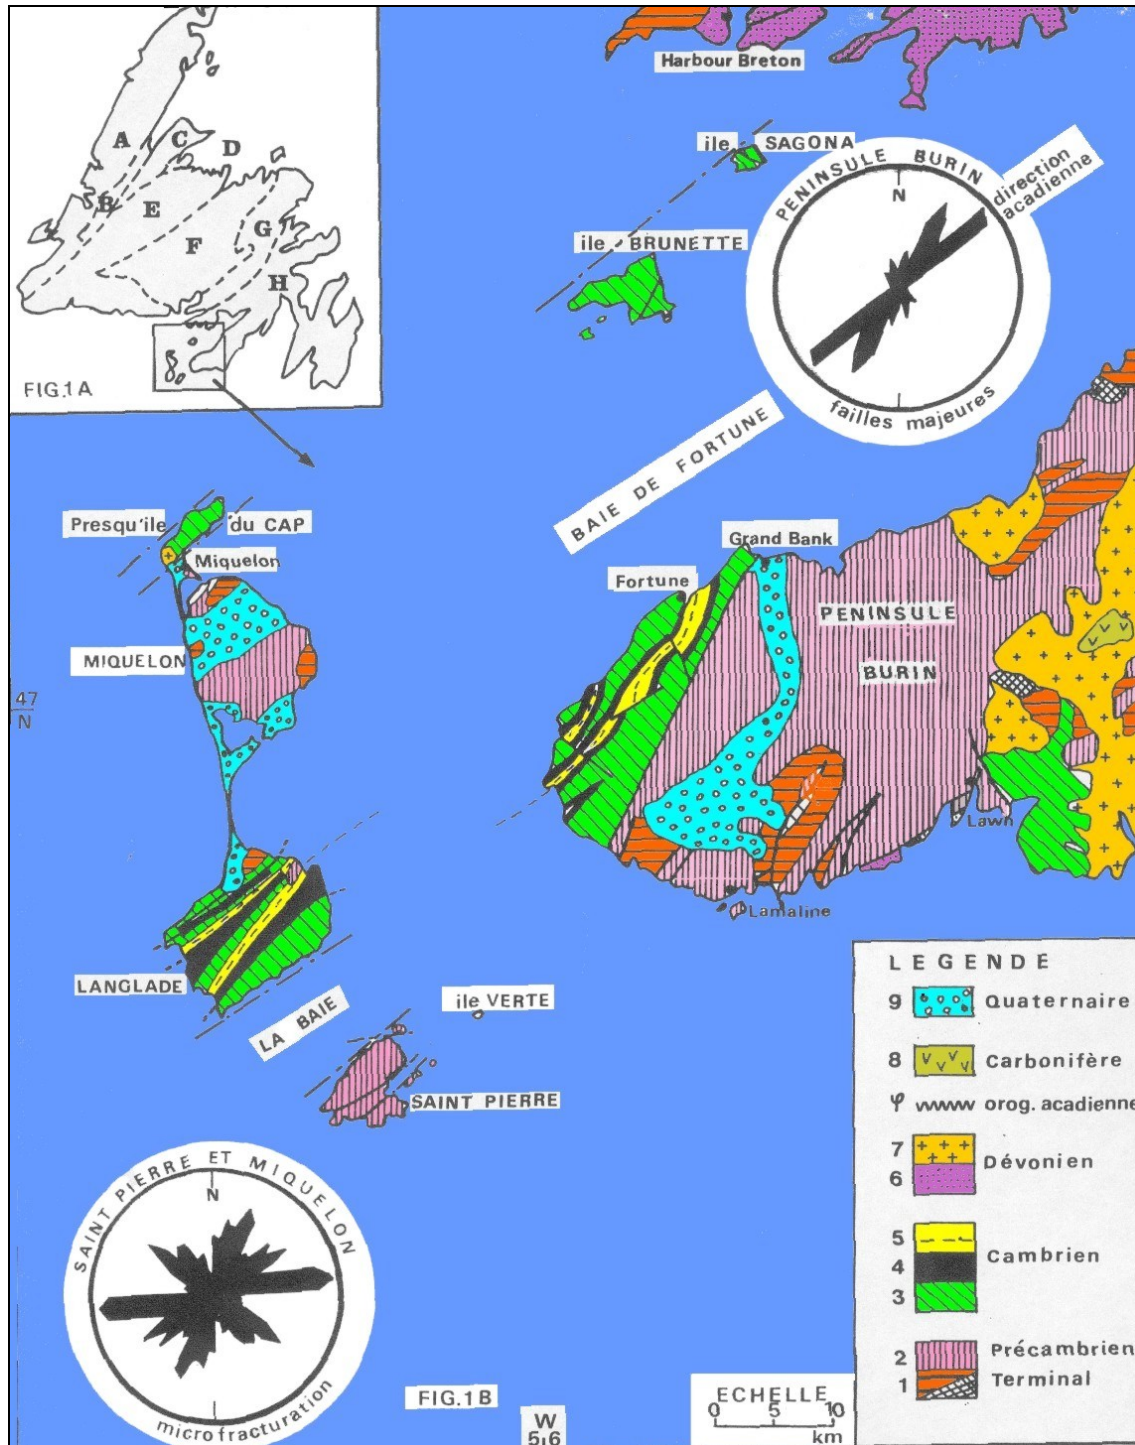 A
C
D
B
E
F
G
H
FIG.1A
Harbour Breton
ile SAGONA
ile BRUNETTE
PENINSULE BURIN
N
direction
acadienne
failles majeures
BAIE DE FORTUNE
Presqu'ile du CAP
Miquelon
MIQUELON
47
N
Grand Bank
Fortune
PENINSULE
BURIN
Lawn
Lamaline
LANGLADE
LA BAIE
ile VERTE
SAINT PIERRE
SAINT PIERRE ET MIQUELON
N
microfracturation
FIG.1B
W
56
ECHELLE
0 5 10
km
LEGENDE
9 Quaternaire
8 Carbonifère
φ orog. acadienne
7
6
Dévonien
5
4
3
Cambrien
2 Précambrien
1 Terminal